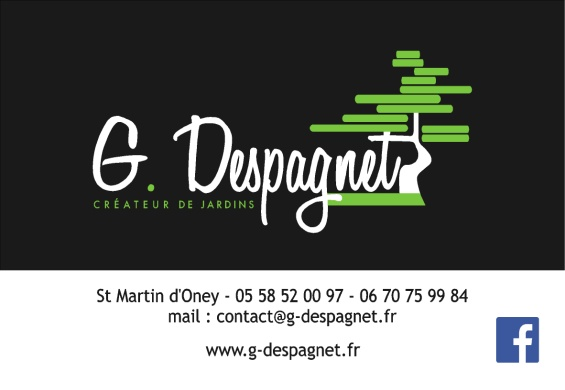 G. Despagnet
CRÉATEUR DE JARDINS
St Martin d'Oney - 05 58 52 00 97 - 06 70 75 99 84
mail : contact@g-despagnet.fr
www.g-despagnet.fr
f